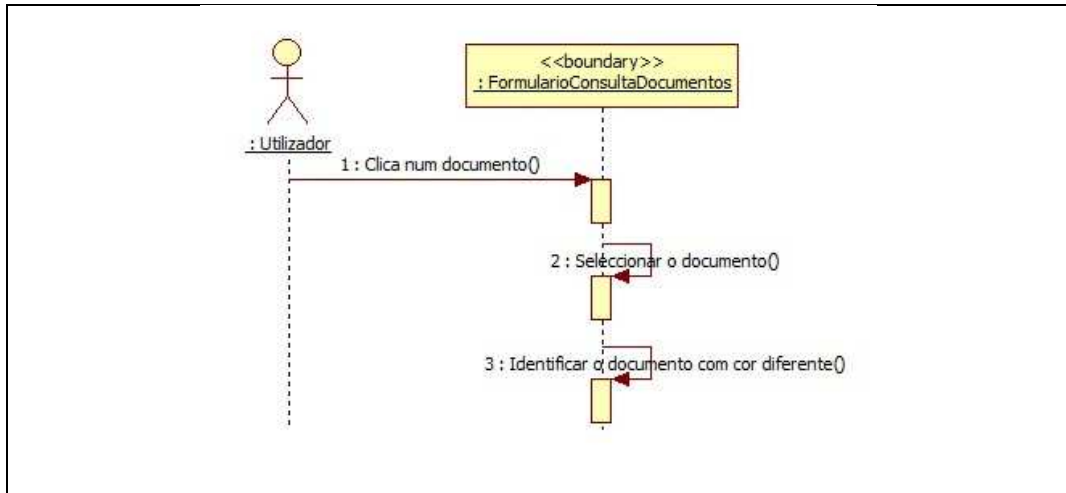 <<boundary>>
: FormularioConsultaDocumentos
: Utilizador
1 : Clica num documento()
2 : Seleccionar o documento()
3 : Identificar o documento com cor diferente()